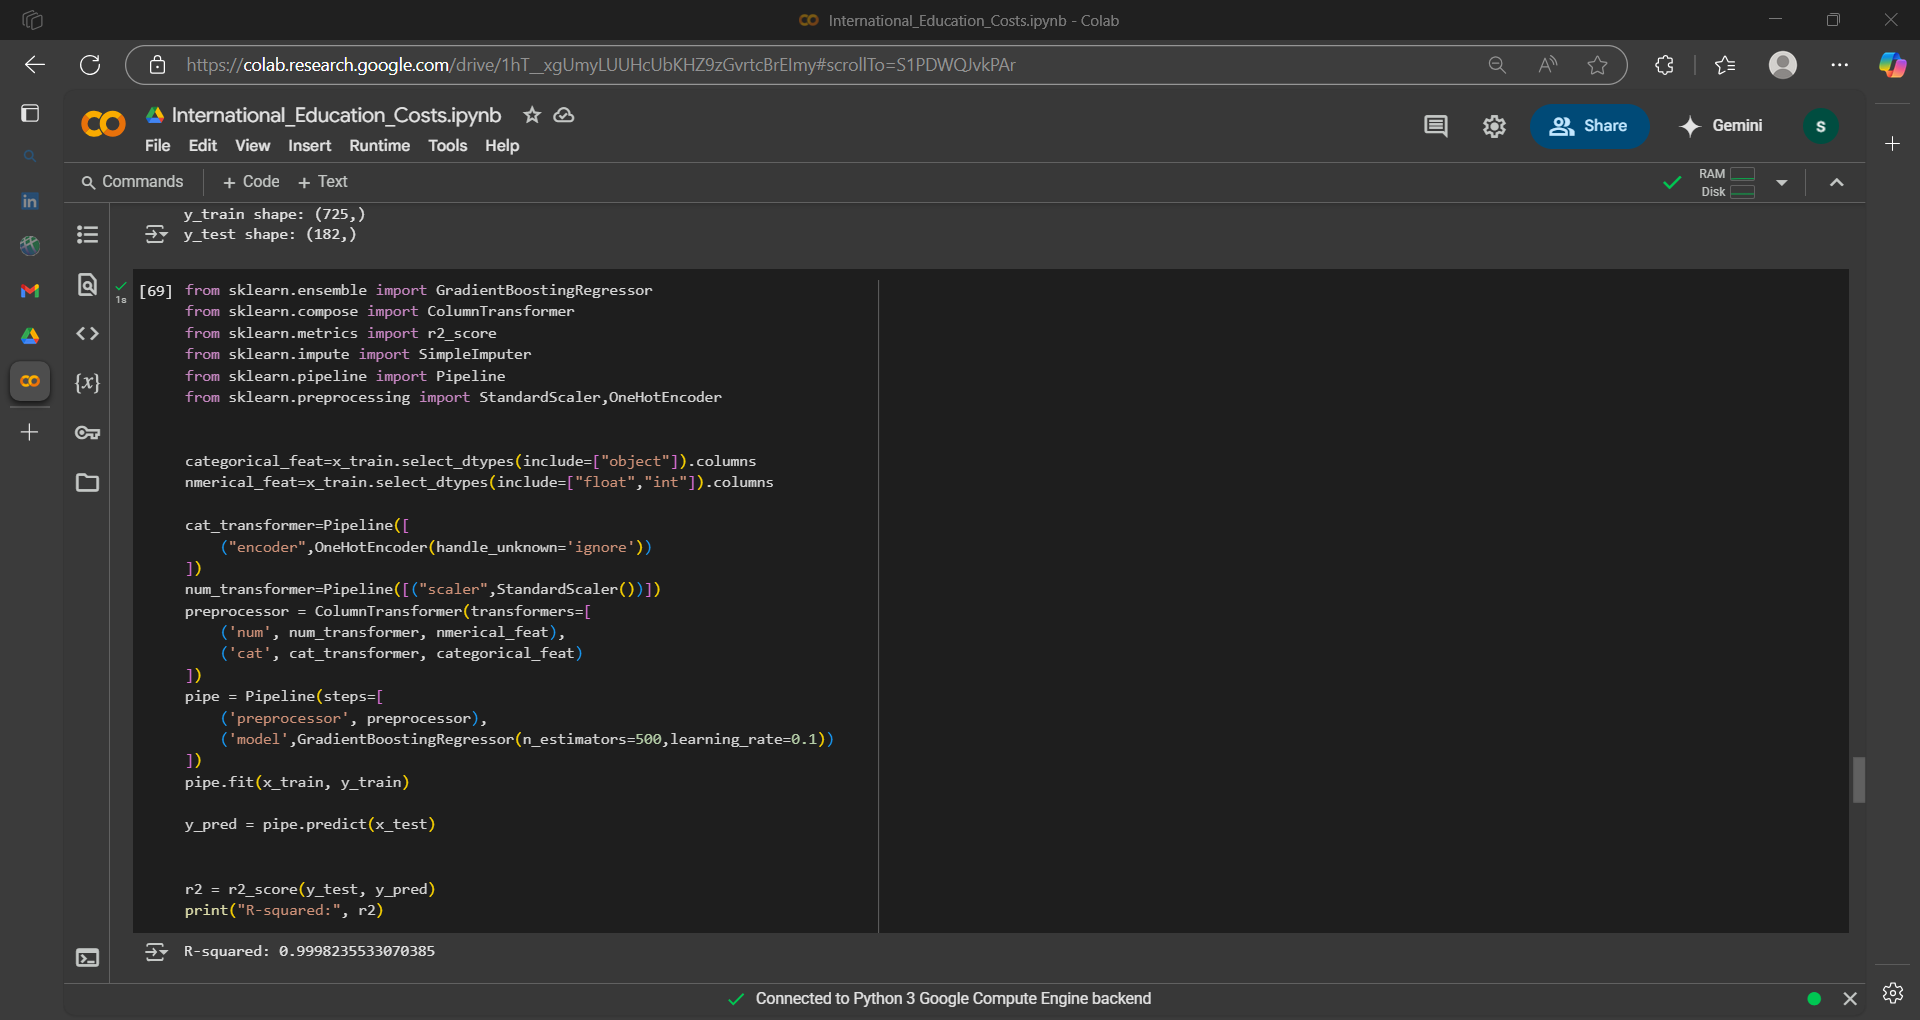 International_Education_Costs.ipynb - Colab
https://colab.research.google.com/drive/1hT__xgUmyLUUHcUbKHZ9zGvrtcBrEImy#scrollTo=S1PDWQJvkPAr
International_Education_Costs.ipynb
File Edit View Insert Runtime Tools Help
Share
Gemini
S
Commands + Code + Text
RAM
Disk
y_train shape: (725,)
y_test shape: (182,)
1s
[69] from sklearn.ensemble import GradientBoostingRegressor
from sklearn.compose import ColumnTransformer
from sklearn.metrics import r2_score
from sklearn.impute import SimpleImputer
from sklearn.pipeline import Pipeline
from sklearn.preprocessing import StandardScaler,OneHotEncoder
categorical_feat=x_train.select_dtypes(include=["object"]).columns
nmerical_feat=x_train.select_dtypes(include=["float","int"]).columns
cat_transformer=Pipeline([
("encoder",OneHotEncoder(handle_unknown='ignore'))
])
num_transformer=Pipeline([("scaler",StandardScaler())])
preprocessor = ColumnTransformer(transformers=[
('num', num_transformer, nmerical_feat),
('cat', cat_transformer, categorical_feat)
])
pipe = Pipeline(steps=[
('preprocessor', preprocessor),
('model',GradientBoostingRegressor(n_estimators=500,learning_rate=0.1))
])
pipe.fit(x_train, y_train)
y_pred = pipe.predict(x_test)
r2 = r2_score(y_test, y_pred)
print("R-squared:", r2)
R-squared: 0.9998235533070385
Connected to Python 3 Google Compute Engine backend